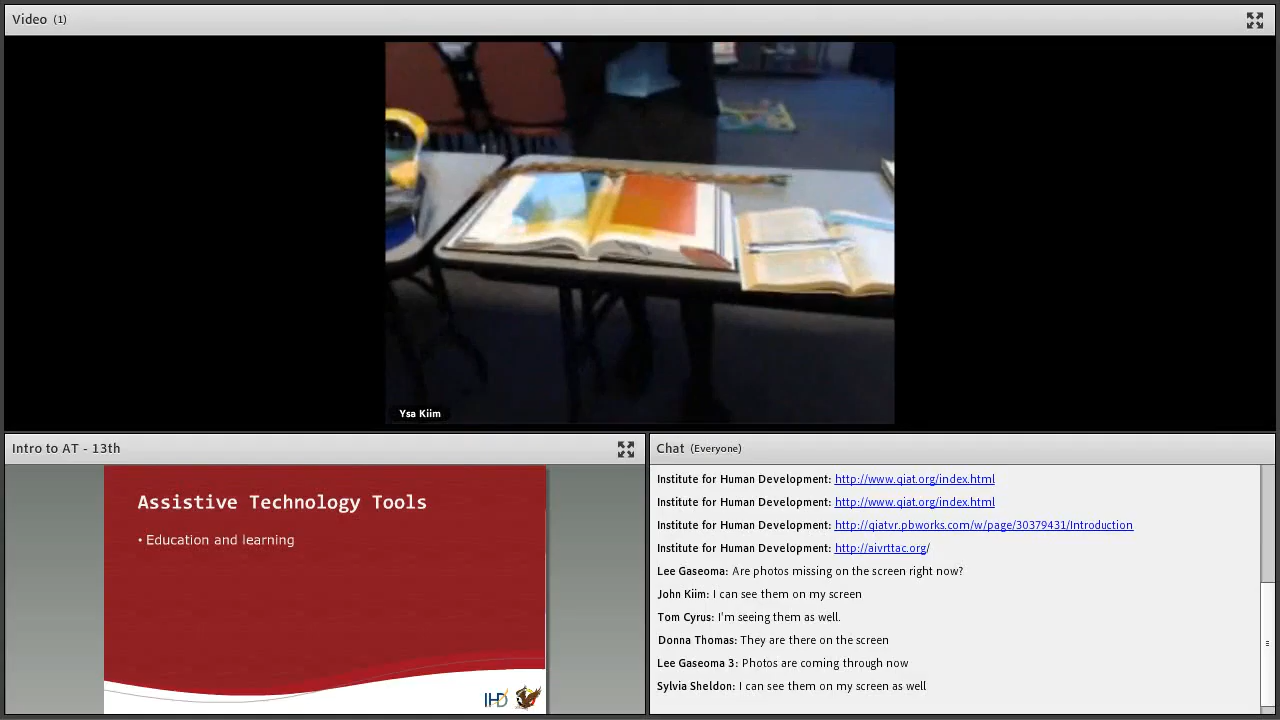 Video (1)
Ysa Kiim
Intro to AT - 13th
Assistive Technology Tools
• Education and learning
IHD
Chat (Everyone)
Institute for Human Development: http://www.qiat.org/index.html
Institute for Human Development: http://www.qiat.org/index.html
Institute for Human Development: http://qiatvr.pbworks.com/w/page/30379431/Introduction
Institute for Human Development: http://aivrttac.org/
Lee Gaseoma: Are photos missing on the screen right now?
John Kiim: I can see them on my screen
Tom Cyrus: I'm seeing them as well.
Donna Thomas: They are there on the screen
Lee Gaseoma 3: Photos are coming through now
Sylvia Sheldon: I can see them on my screen as well